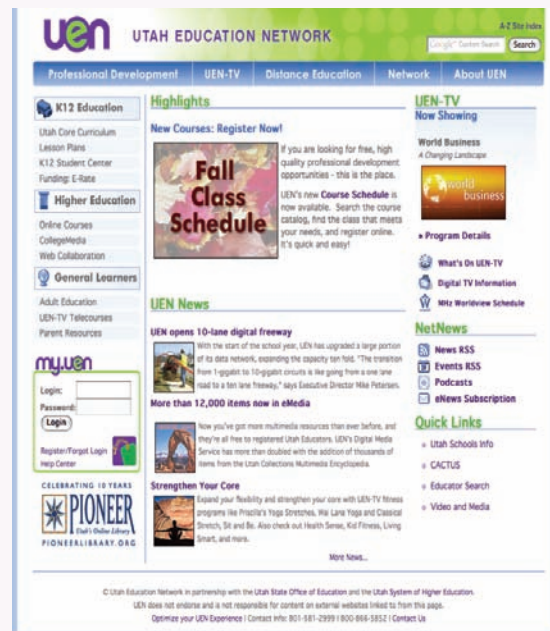 uen UTAH EDUCATION NETWORK
A-Z Site Index
Google™ Custom Search Search
Professional Development UEN-TV Distance Education Network About UEN
K12 Education
Utah Core Curriculum
Lesson Plans
K12 Student Center
Funding: E-Rate
Higher Education
Online Courses
CollegeMedia
Web Collaboration
General Learners
Adult Education
UEN-TV Telecourses
Parent Resources
my.uen
Login:
Password:
Login
Register/Forgot Login
Help Center
CELEBRATING 10 YEARS
PIONEER
Utah's Online Library
PIONEERLIBRARY.ORG
Highlights
New Courses: Register Now!
Fall
Class
Schedule
If you are looking for free, high
quality professional development
opportunities - this is the place.
UEN's new Course Schedule is
now available. Search the course
catalog, find the class that meets
your needs, and register online.
It's quick and easy!
UEN News
UEN opens 10-lane digital freeway
With the start of the school year, UEN has upgraded a large portion
of its data network, expanding the capacity ten fold. "The transition
from 1-gigabit to 10-gigabit circuits is like going from a one lane
road to a ten lane freeway," says Executive Director Mike Petersen.
More than 12,000 items now in eMedia
Now you've got more multimedia resources than ever before, and
they're all free to registered Utah Educators. UEN's Digital Media
Service has more than doubled with the addition of thousands of
items from the Utah Collections Multimedia Encyclopedia.
Strengthen Your Core
Expand your flexibility and strengthen your core with UEN-TV fitness
programs like Priscilla's Yoga Stretches, Wai Lana Yoga and Classical
Stretch, Sit and Be. Also check out Health Sense, Kid Fitness, Living
Smart, and more.
More News...
UEN-TV
Now Showing
World Business
A Changing Landscape
world
business
» Program Details
What's On UEN-TV
Digital TV Information
MHz Worldview Schedule
NetNews
News RSS
Events RSS
Podcasts
eNews Subscription
Quick Links
Utah Schools Info
CACTUS
Educator Search
Video and Media
© Utah Education Network in partnership with the Utah State Office of Education and the Utah System of Higher Education.
UEN does not endorse and is not responsible for content on external websites linked to from this page.
Optimize your UEN Experience | Contact Info: 801-581-2999 | 800-866-5852 | Contact Us